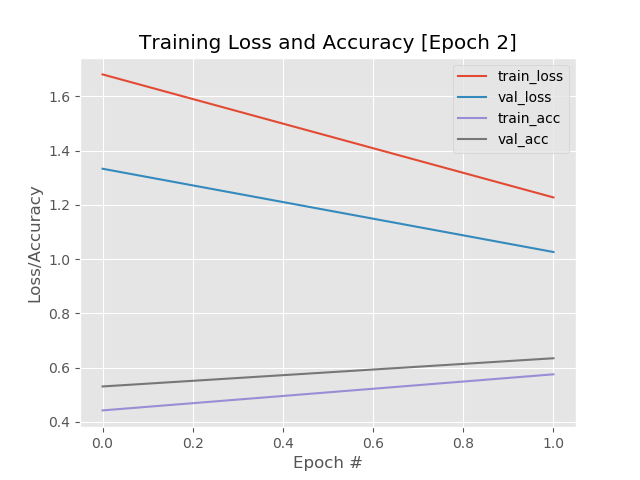 Training Loss and Accuracy [Epoch 2]
train_loss
val_loss
train_acc
val_acc
Loss/Accuracy
1.6
1.4
1.2
1.0
0.8
0.6
0.4
0.0 0.2 0.4 0.6 0.8 1.0
Epoch #